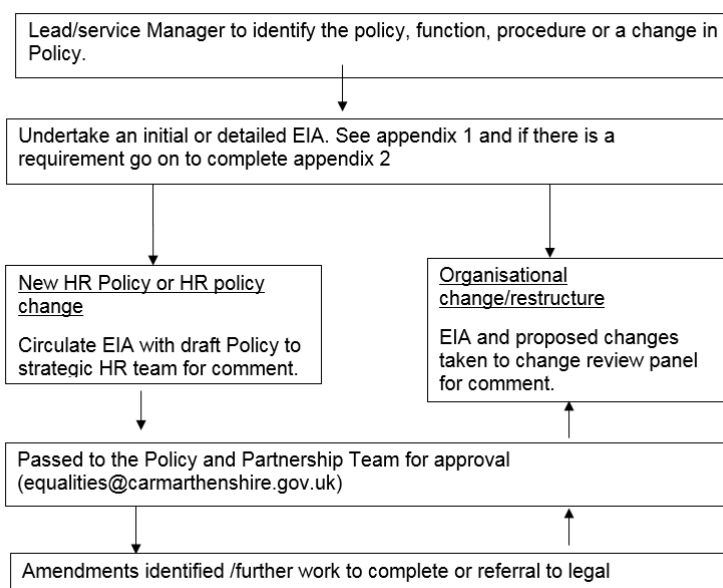 Lead/service Manager to identify the policy, function, procedure or a change in
Policy.
Undertake an initial or detailed EIA. See appendix 1 and if there is a
requirement go on to complete appendix 2
New HR Policy or HR policy
change
Circulate EIA with draft Policy to
strategic HR team for comment.
Organisational
change/restructure
EIA and proposed changes
taken to change review panel
for comment.
Passed to the Policy and Partnership Team for approval
(equalities@carmarthenshire.gov.uk)
Amendments identified /further work to complete or referral to legal